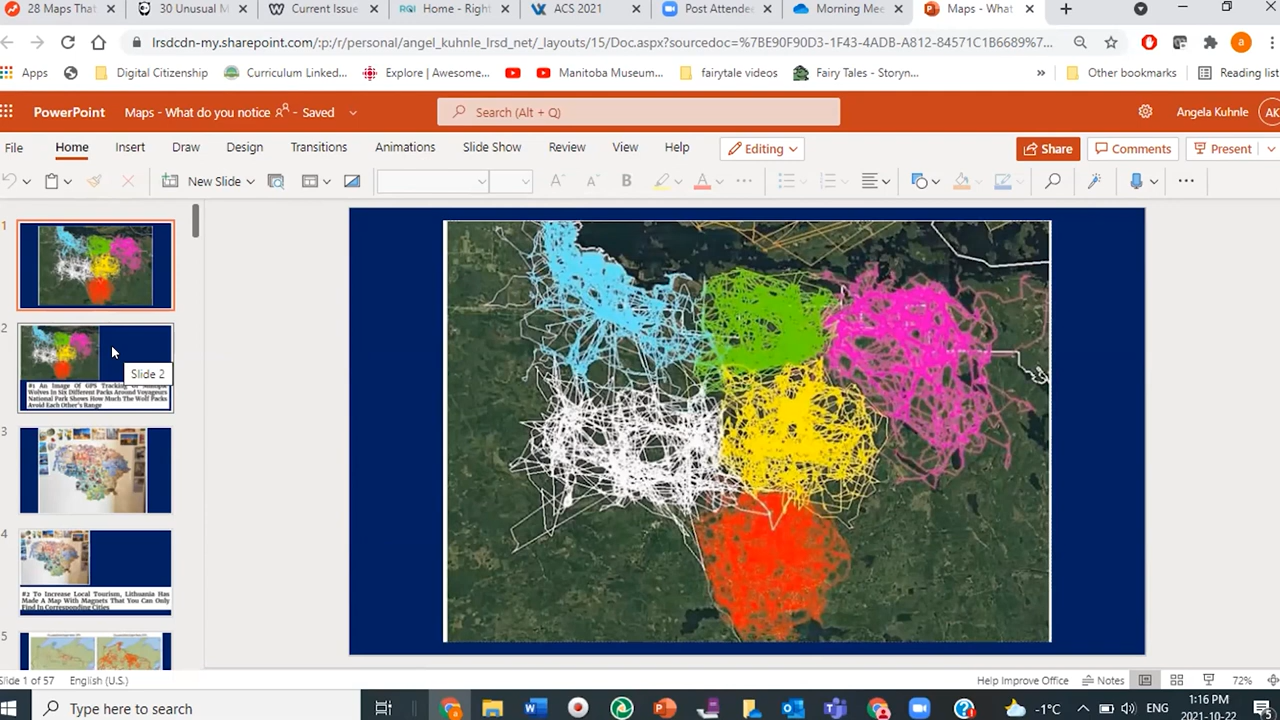 28 Maps That
30 Unusual M
Current Issue
Home - Right
ACS 2021
Post Attende
Morning Mee
Maps - What
lrsdcdn-my.sharepoint.com/:p:/r/personal/angel_kuhnle_lrsd_net/_layouts/15/Doc.aspx?sourcedoc=%7BE90F90D3-1F43-4ADB-A812-84571C1B6689%7...
Apps
Digital Citizenship
Curriculum Linked...
Explore | Awesome...
Manitoba Museum...
fairytale videos
Fairy Tales - Storyn...
Other bookmarks
Reading list
PowerPoint
Maps - What do you notice - Saved
Search (Alt + Q)
Angela Kuhnle
AK
File Home Insert Draw Design Transitions Animations Slide Show Review View Help Editing Share Comments Present
New Slide
1
2
Slide 2
#1 An Image Of GPS Tracking Of Multiple
Wolves In Six Different Packs Around Voyageurs
National Park Shows How Much The Wolf Packs
Avoid Each Other's Range
3
4
#2 To Increase Local Tourism, Lithuania Has
Made A Map With Magnets That You Can Only
Find In Corresponding Cities
5
Slide 1 of 57 English (U.S.)
Help Improve Office Notes 72%
Type here to search
-1°C
ENG
1:16 PM
2021-10-22